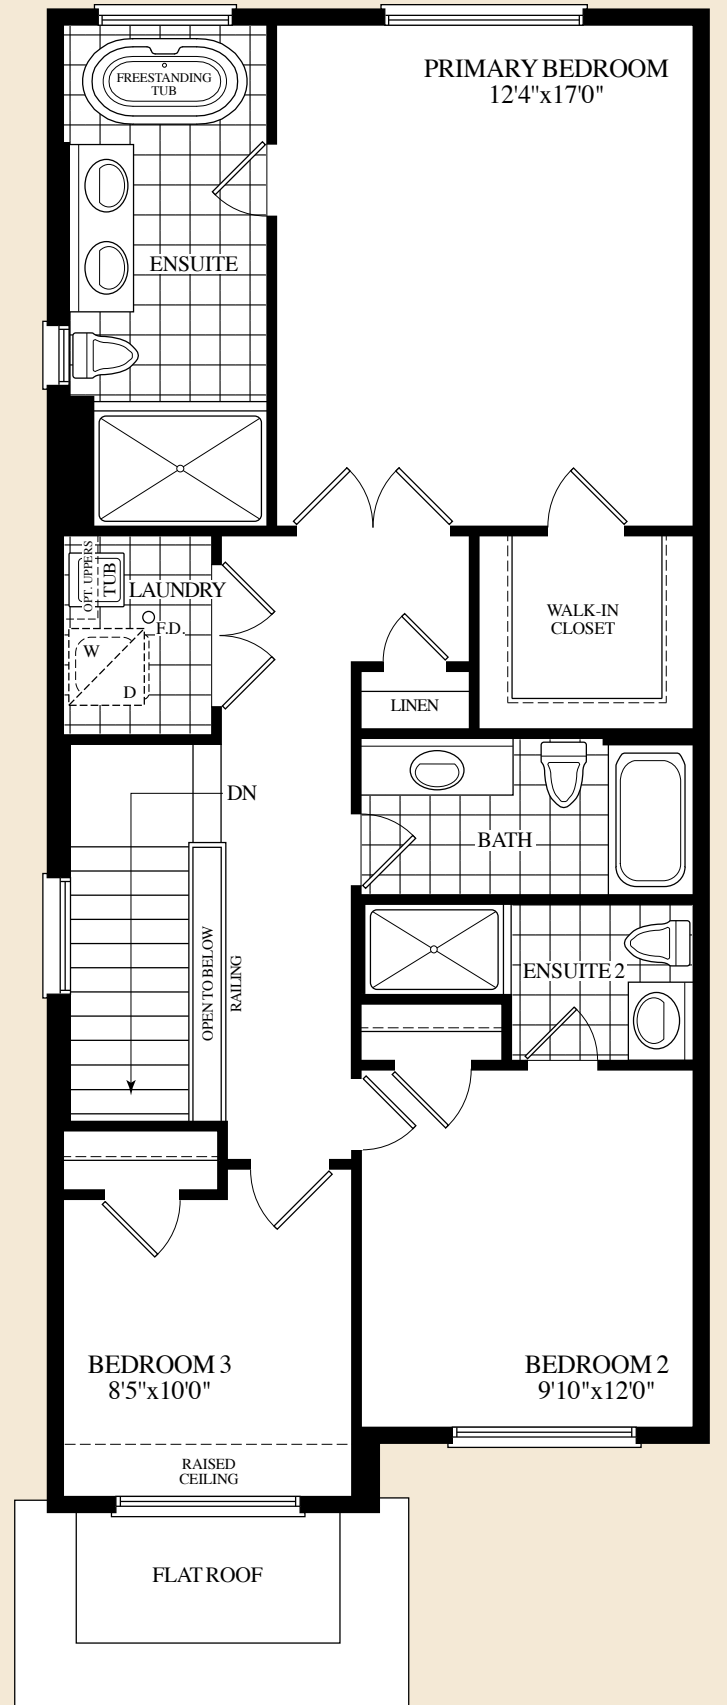 FREESTANDING
TUB
PRIMARY BEDROOM
12'4"x17'0"
ENSUITE
OPT. UPPERS
TUB
LAUNDRY
F.D.
W
D
WALK-IN
CLOSET
LINEN
DN
BATH
OPEN TO BELOW
RAILING
ENSUITE 2
BEDROOM 3
8'5"x10'0"
BEDROOM 2
9'10"x12'0"
RAISED
CEILING
FLAT ROOF